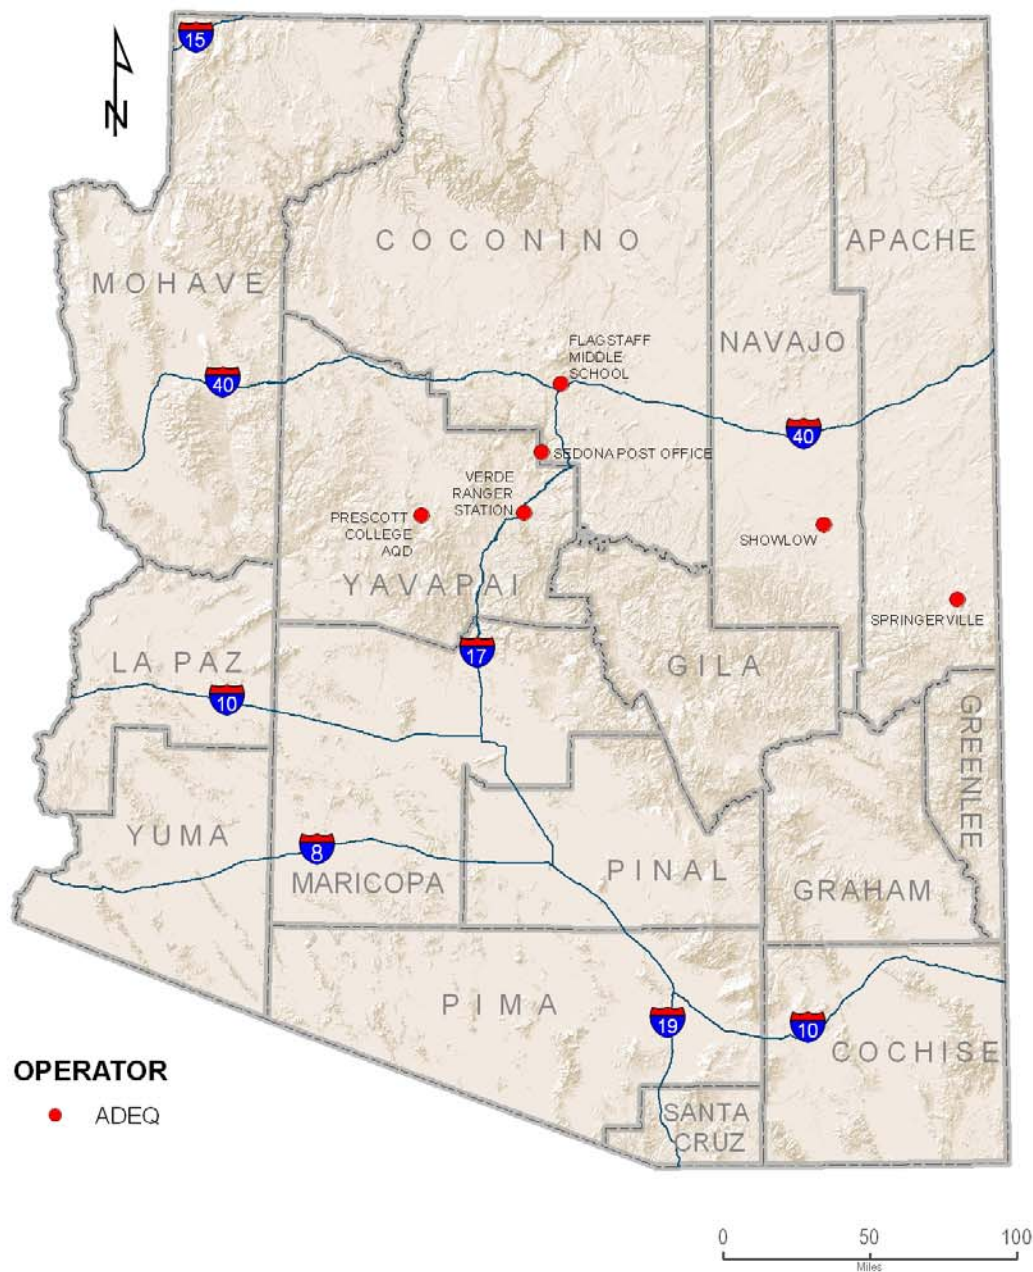 15
N
COCONINO
APACHE
MOHAVE
NAVAJO
FLAGSTAFF
MIDDLE
SCHOOL
40
40
SEDONA POST OFFICE
VERDE
RANGER
STATION
PRESCOTT
COLLEGE
AQD
SHOWLOW
YAVAPAI
SPRINGERVILLE
17
LA PAZ
GILA
10
GREENLEE
YUMA
8
MARICOPA
PINAL
GRAHAM
PIMA
19
10
COCHISE
OPERATOR
ADEQ
SANTA
CRUZ
0 50 100
Miles